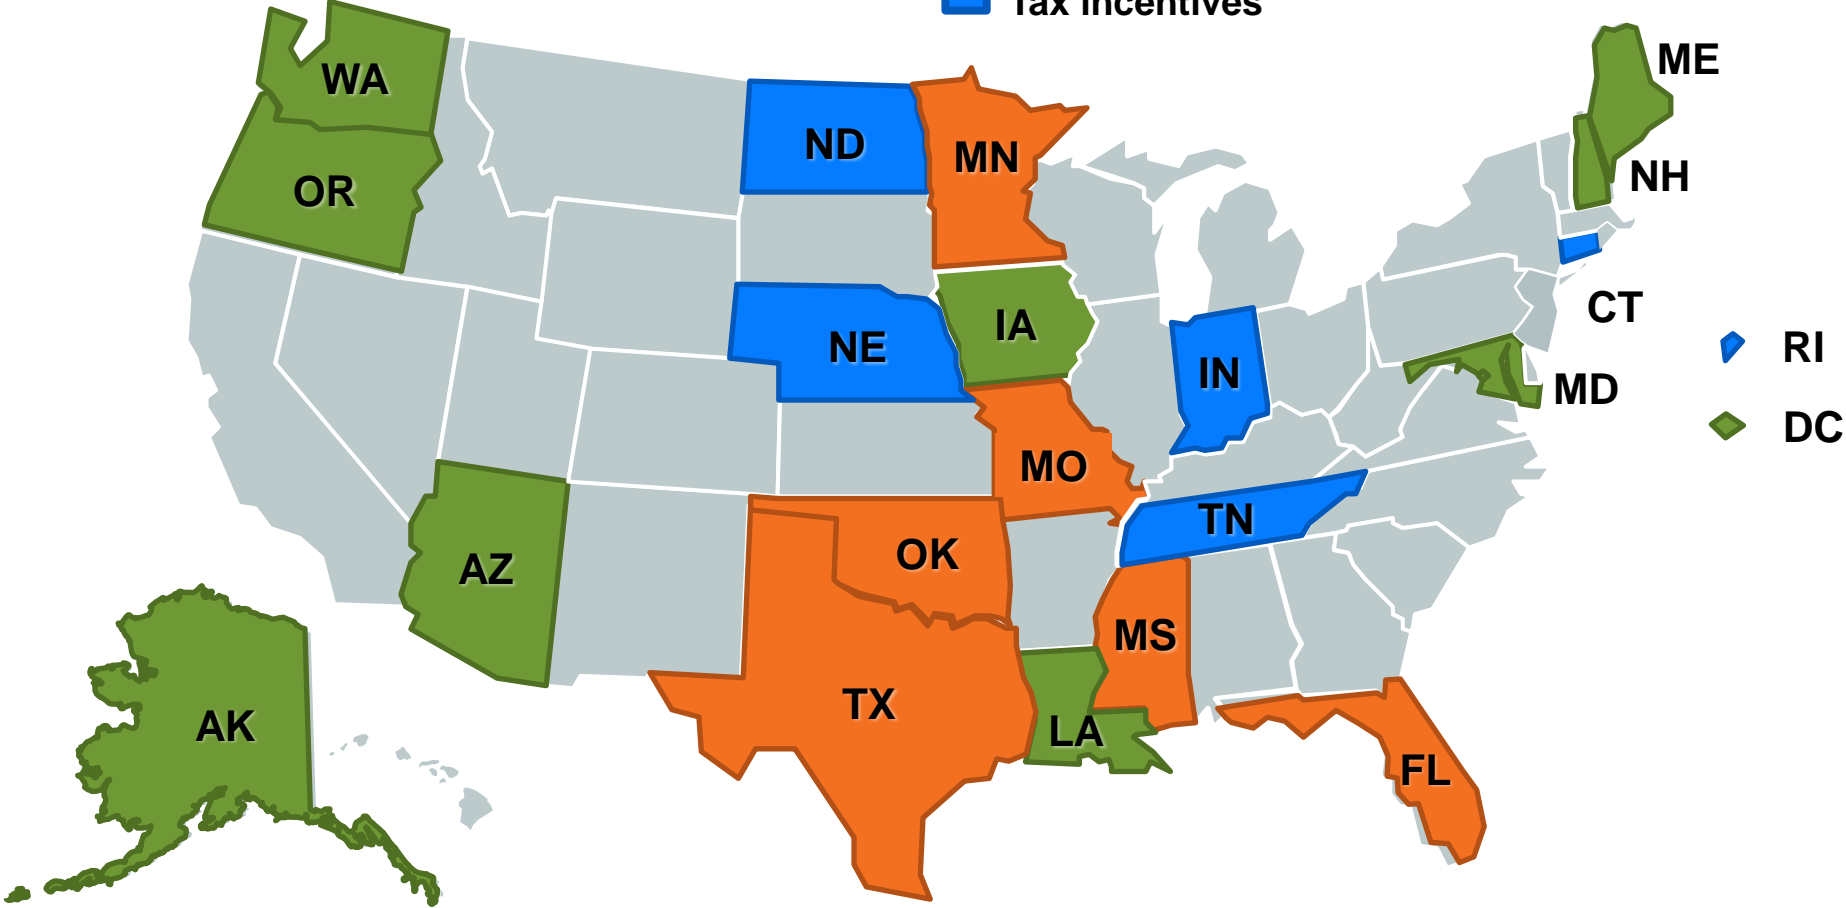 Tax incentives
WA
ME
ND
MN
NH
OR
CT
IA
NE
RI
IN
MD
DC
MO
TN
OK
AZ
MS
TX
AK
LA
FL